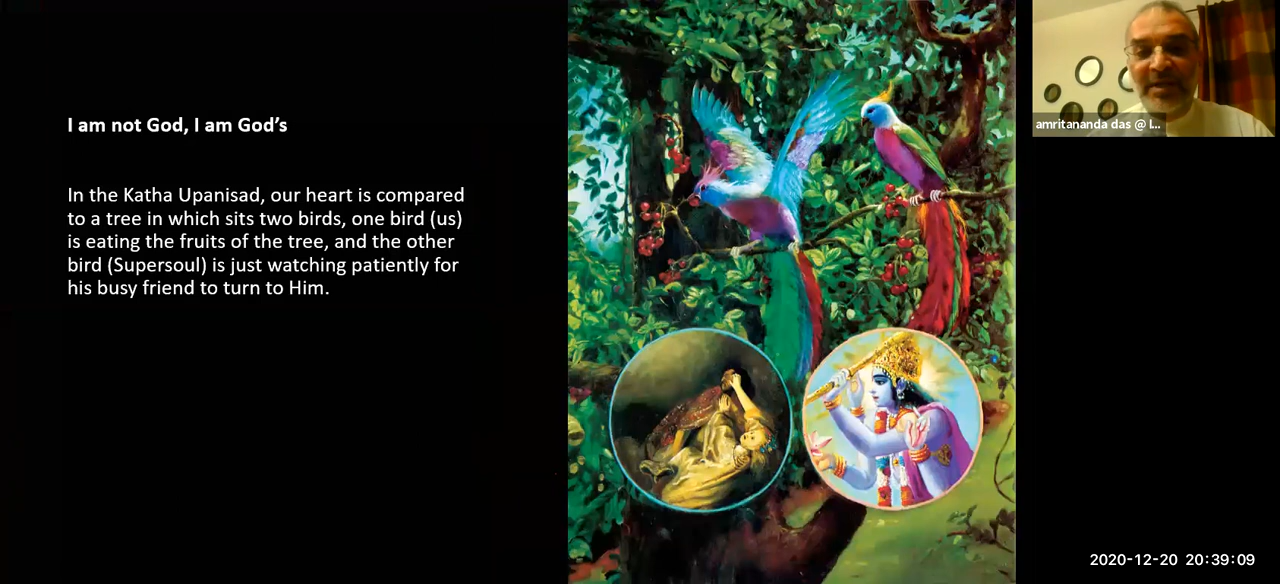 I am not God, I am God’s
In the Katha Upanisad, our heart is compared
to a tree in which sits two birds, one bird (us)
is eating the fruits of the tree, and the other
bird (Supersoul) is just watching patiently for
his busy friend to turn to Him.
amritananda das @ l...
2020-12-20 20:39:09